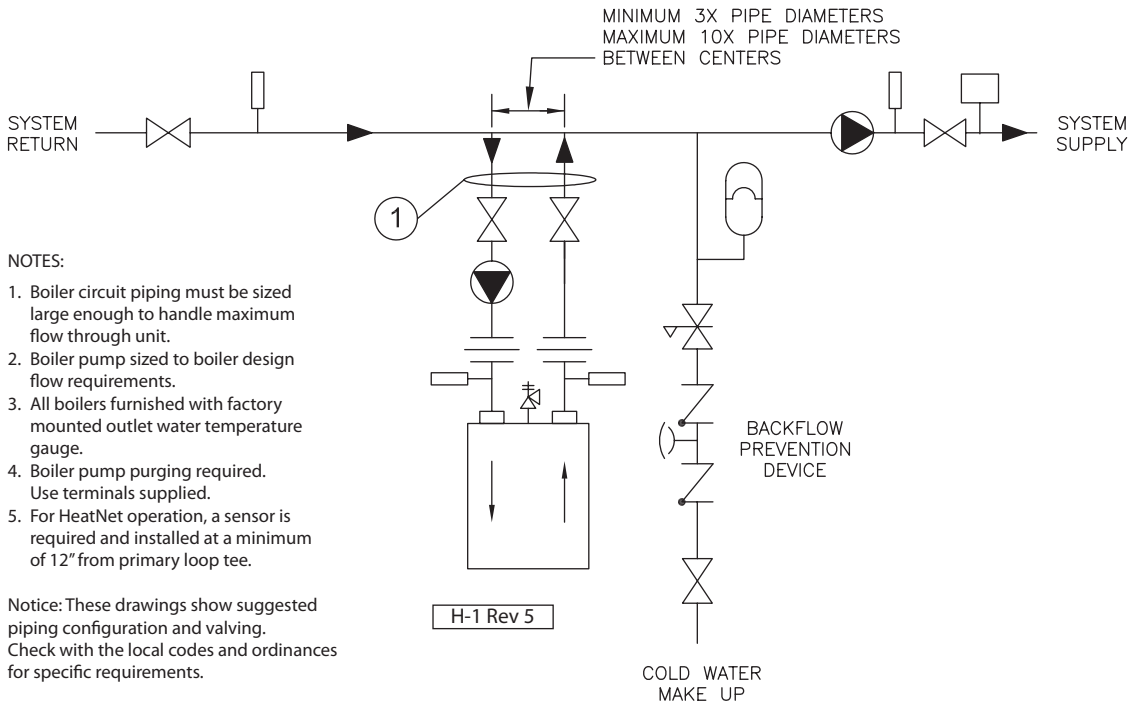 MINIMUM 3X PIPE DIAMETERS
MAXIMUM 10X PIPE DIAMETERS
BETWEEN CENTERS
SYSTEM
RETURN
SYSTEM
SUPPLY
1
NOTES:
1. Boiler circuit piping must be sized
large enough to handle maximum
flow through unit.
2. Boiler pump sized to boiler design
flow requirements.
3. All boilers furnished with factory
mounted outlet water temperature
gauge.
4. Boiler pump purging required.
Use terminals supplied.
5. For HeatNet operation, a sensor is
required and installed at a minimum
of 12" from primary loop tee.
Notice: These drawings show suggested
piping configuration and valving.
Check with the local codes and ordinances
for specific requirements.
BACKFLOW
PREVENTION
DEVICE
H-1 Rev 5
COLD WATER
MAKE UP